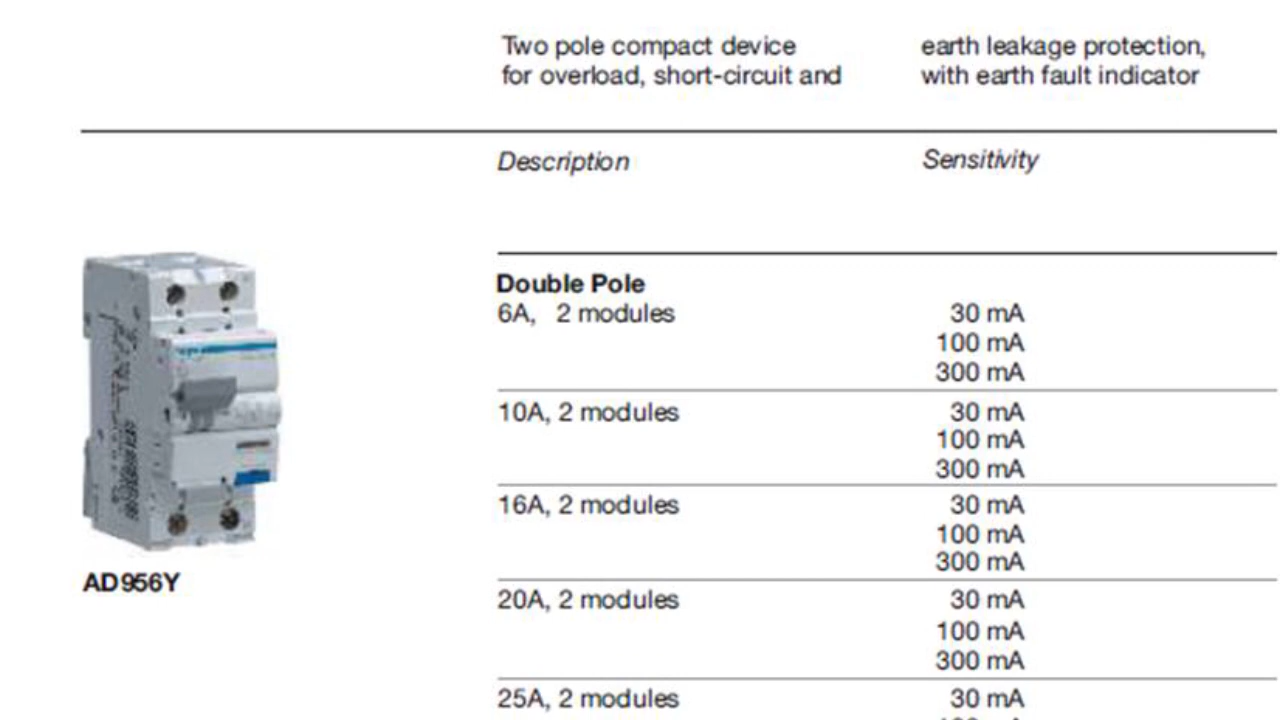 Two pole compact device
for overload, short-circuit and
earth leakage protection,
with earth fault indicator
Description
Sensitivity
Double Pole
6A, 2 modules 30 mA
100 mA
300 mA
10A, 2 modules 30 mA
100 mA
300 mA
16A, 2 modules 30 mA
100 mA
300 mA
20A, 2 modules 30 mA
100 mA
300 mA
25A, 2 modules 30 mA
AD956Y